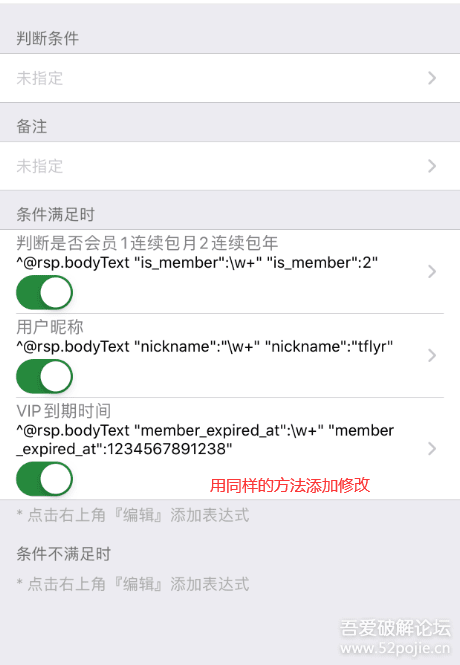 判断条件
未指定
备注
未指定
条件满足时
判断是否会员1连续包月2连续包年
^@rsp.bodyText "is_member":\w+" "is_member":2"
用户昵称
^@rsp.bodyText "nickname":"\w+" "nickname":"tflyr"
VIP到期时间
^@rsp.bodyText "member_expired_at":\w+" "member
_expired_at":1234567891238"
用同样的方法添加修改
* 点击右上角『编辑』添加表达式
条件不满足时
* 点击右上角『编辑』添加表达式
吾爱破解论坛
www.52pojie.cn